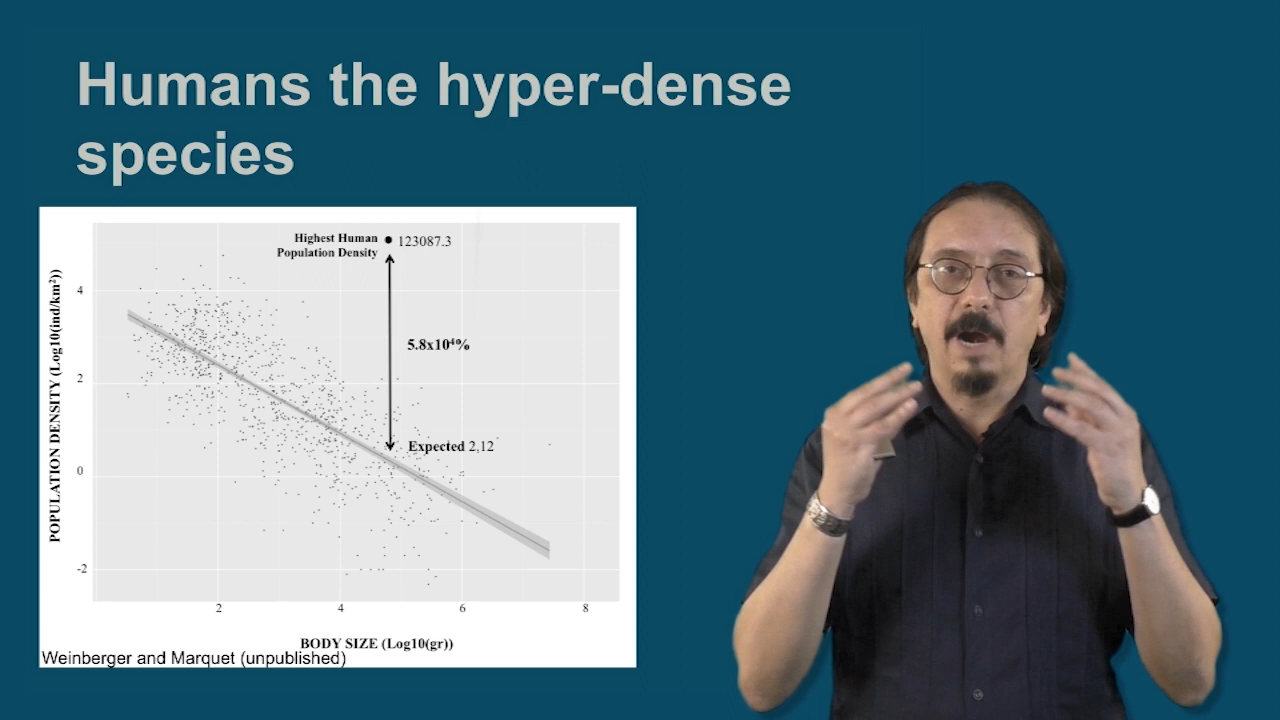 Humans the hyper-dense
species
Highest Human
Population Density
123087.3
5.8x10⁴%
Expected 2,12
POPULATION DENSITY (Log10(ind/km²))
4
2
0
-2
2
4
6
8
BODY SIZE (Log10(gr))
Weinberger and Marquet (unpublished)